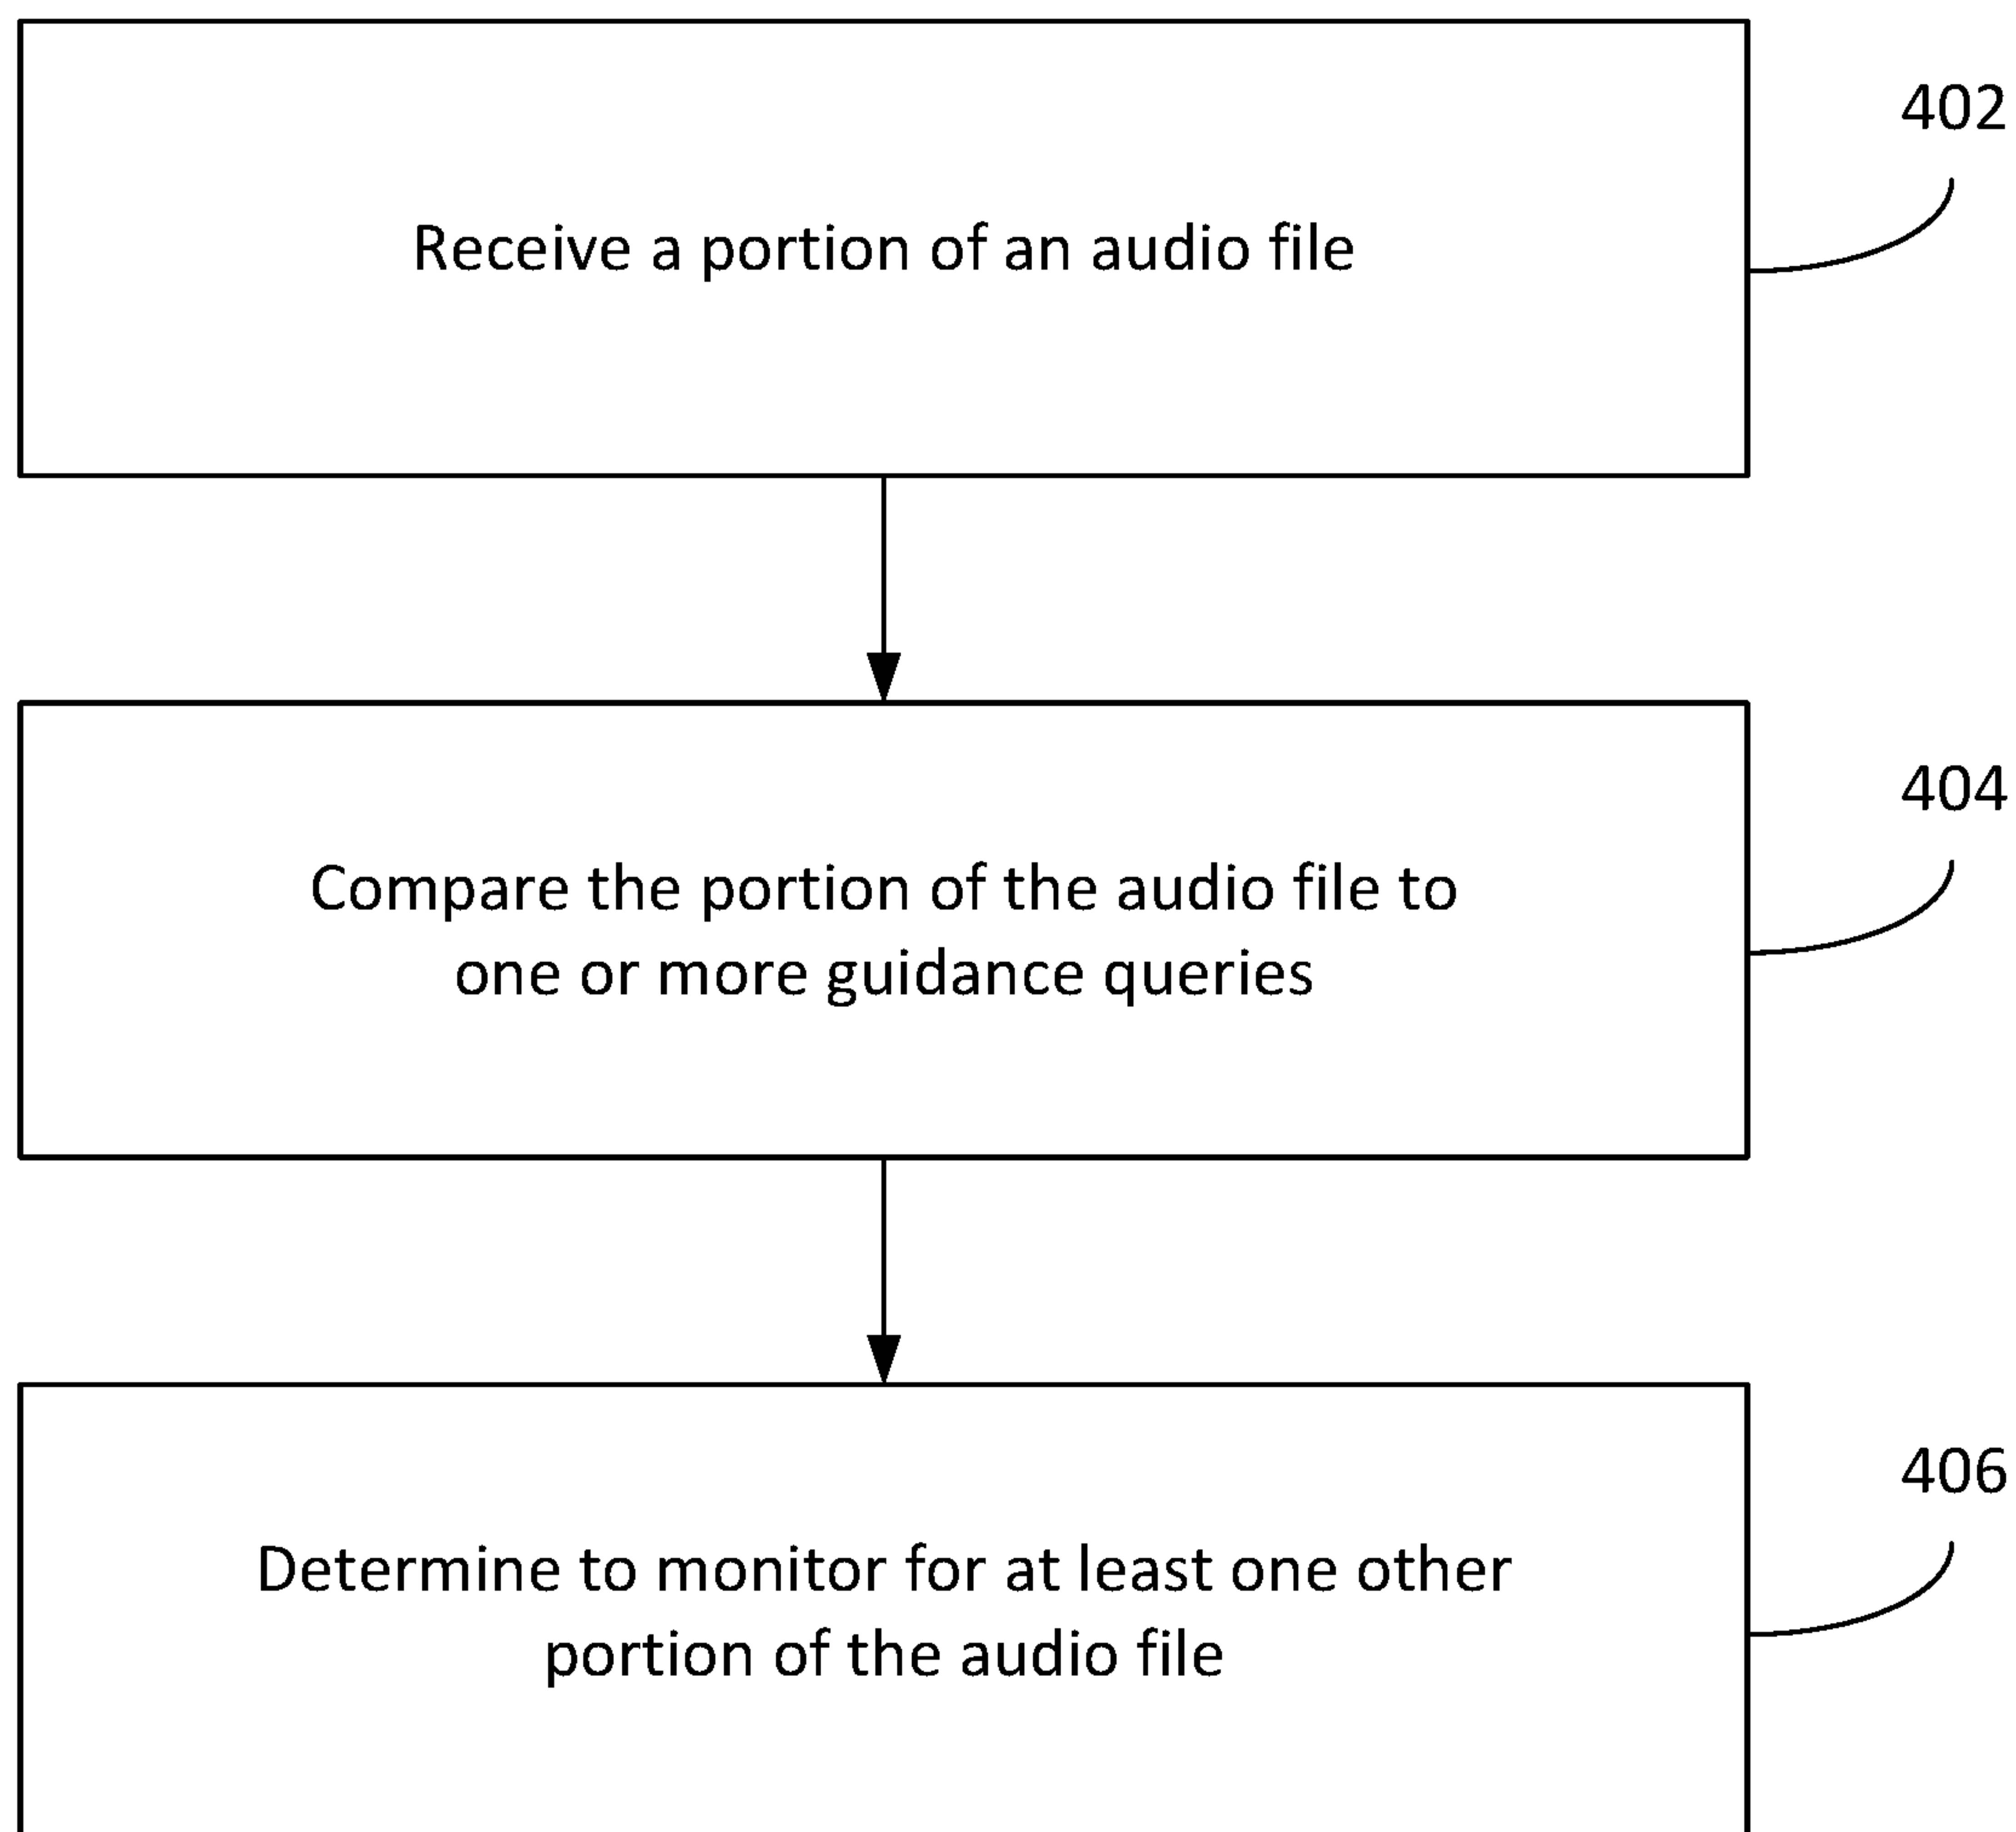 402
Receive a portion of an audio file
404
Compare the portion of the audio file to
one or more guidance queries
406
Determine to monitor for at least one other
portion of the audio file